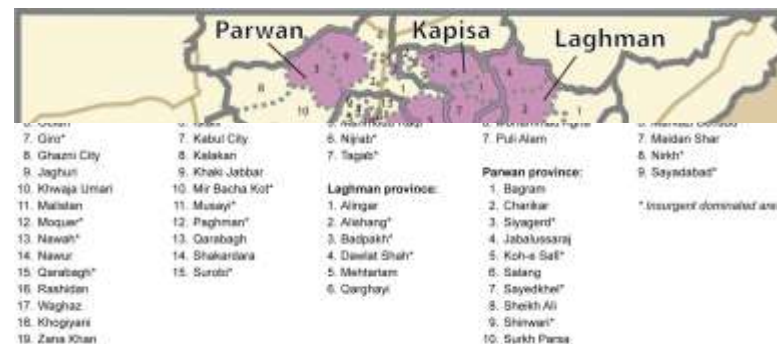 Parwan
Kapisa
Laghman
7. Giro*
8. Ghazni City
9. Jaghuri
10. Khwaja Umari
11. Malistan
12. Moquer*
13. Nawah*
14. Nawur
15. Qarabagh*
16. Rashidan
17. Waghaz
18. Khogiyani
19. Zana Khan
7. Kabul City
8. Kalakan
9. Khaki Jabbar
10. Mir Bacha Kot*
11. Musayi*
12. Paghman*
13. Qarabagh
14. Shakardara
15. Surobi*
6. Nijrab*
7. Tagab*
Laghman province:
1. Alingar
2. Alishang*
3. Badpakh*
4. Dawlat Shah*
5. Mehtarlam
6. Qarghayi
7. Puli Alam
Parwan province:
1. Bagram
2. Charikar
3. Siyagerd*
4. Jabalussaraj
5. Koh-e Safi*
6. Salang
7. Sayedkhel*
8. Sheikh Ali
9. Shinwari*
10. Surkh Parsa
7. Maidan Shar
8. Nirkh*
9. Sayadabad*
* Insurgent dominated are